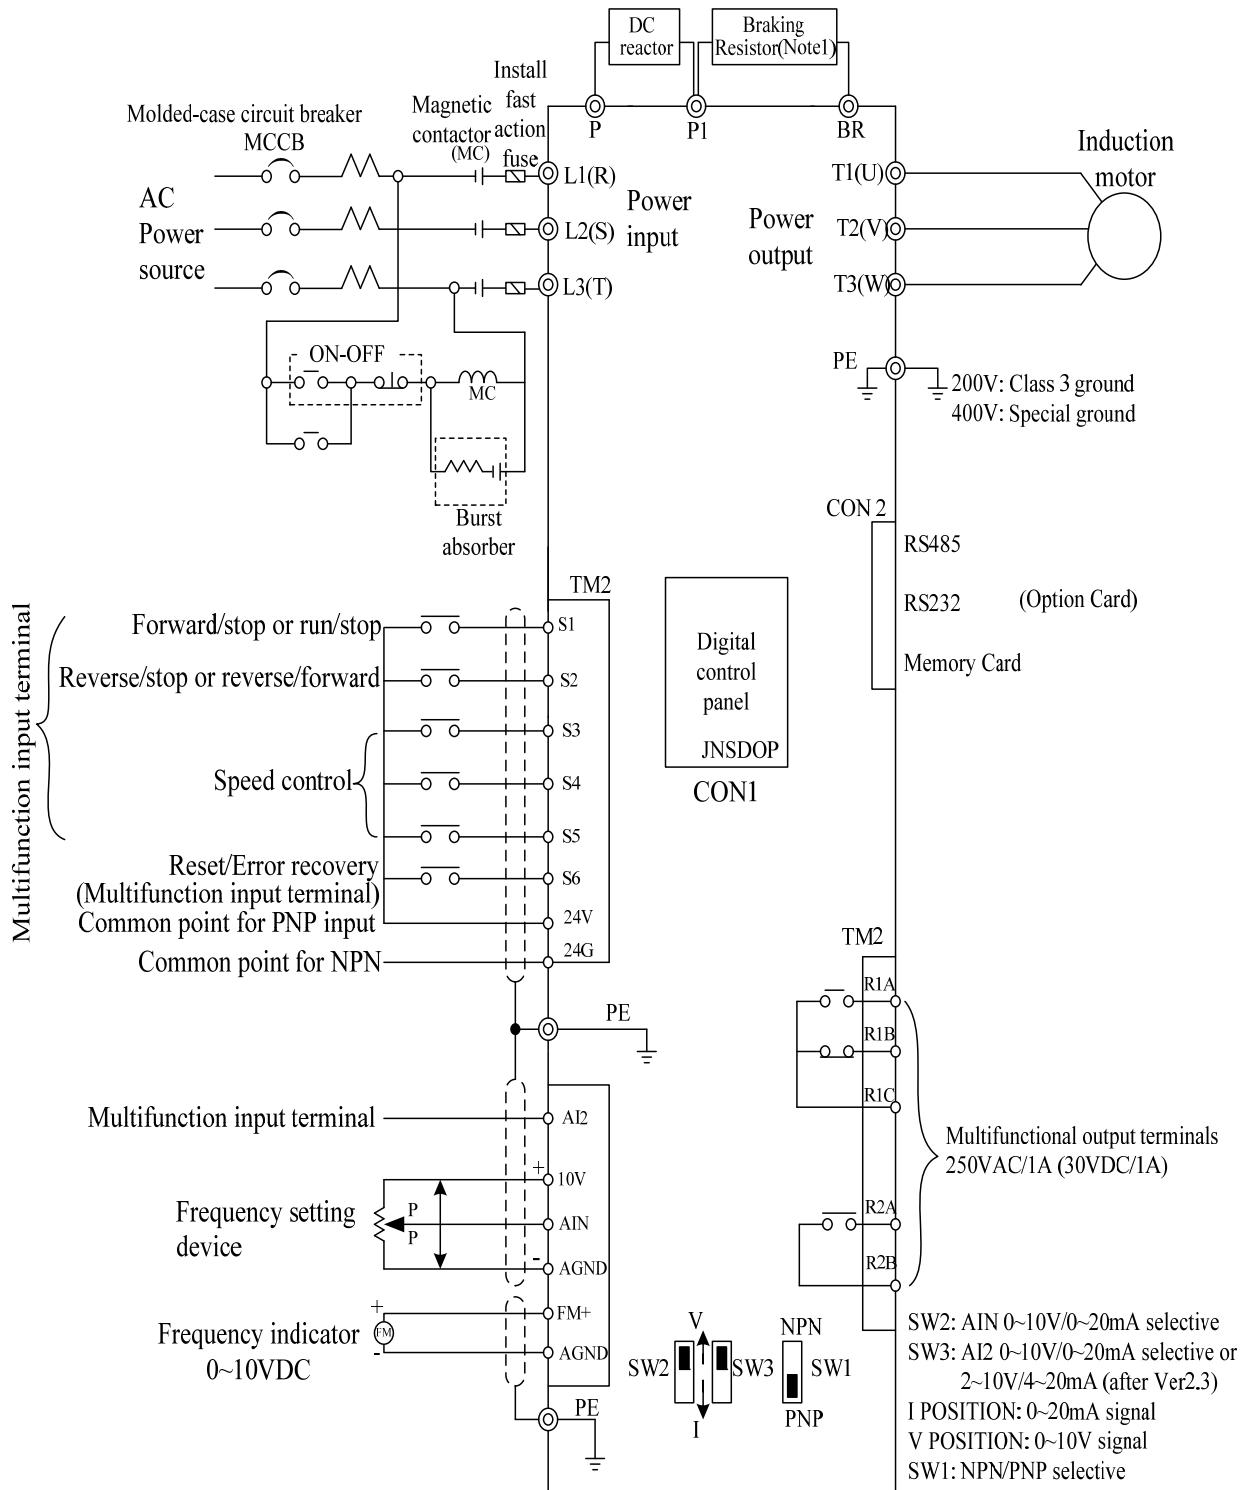 DC
reactor
Braking
Resistor(Note1)
P
P1
BR
Install
fast
action
fuse
Magnetic
contactor
(MC)
Molded-case circuit breaker
MCCB
AC
Power
source
L1(R)
L2(S)
L3(T)
Power
input
Power
output
T1(U)
T2(V)
T3(W)
Induction
motor
PE
200V: Class 3 ground
400V: Special ground
ON-OFF
MC
Burst
absorber
CON 2
RS485
RS232
(Option Card)
Memory Card
TM2
Multifunction input terminal
Forward/stop or run/stop
S1
Reverse/stop or reverse/forward
S2
S3
Speed control
S4
S5
Reset/Error recovery
(Multifunction input terminal)
S6
Common point for PNP input
24V
Common point for NPN
24G
Digital
control
panel
JNSDOP
CON1
PE
TM2
R1A
R1B
R1C
R2A
R2B
Multifunctional output terminals
250VAC/1A (30VDC/1A)
Multifunction input terminal
AI2
+
10V
Frequency setting
device
P
P
AIN
-
AGND
+
FM+
Frequency indicator
0~10VDC
FM
-
AGND
PE
V
SW2
SW3
I
NPN
SW1
PNP
SW2: AIN 0~10V/0~20mA selective
SW3: AI2 0~10V/0~20mA selective or
2~10V/4~20mA (after Ver2.3)
I POSITION: 0~20mA signal
V POSITION: 0~10V signal
SW1: NPN/PNP selective